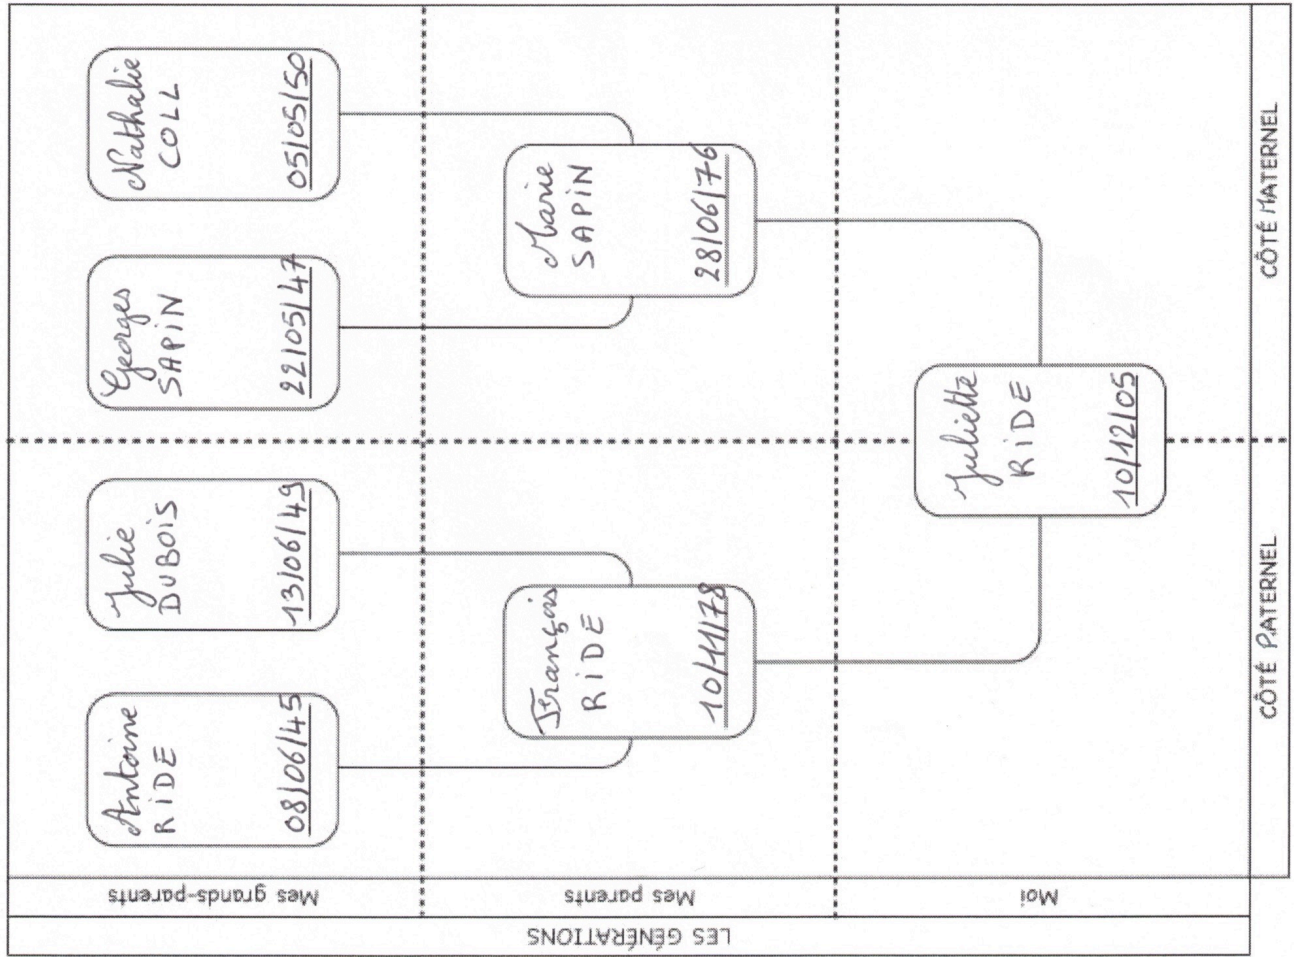 LES GÉNÉRATIONS
Mes grands-parents
Antoine
RiDE
08/06/45
Julie
DUBOiS
13/06/49
Georges
SAPiN
22/05/47
Nathalie
COLL
05/05/50
Mes parents
François
RiDE
10/11/78
Marie
SAPiN
28/06/76
Moi
Juliette
RiDE
10/12/05
CÔTÉ PATERNEL
CÔTÉ MATERNEL